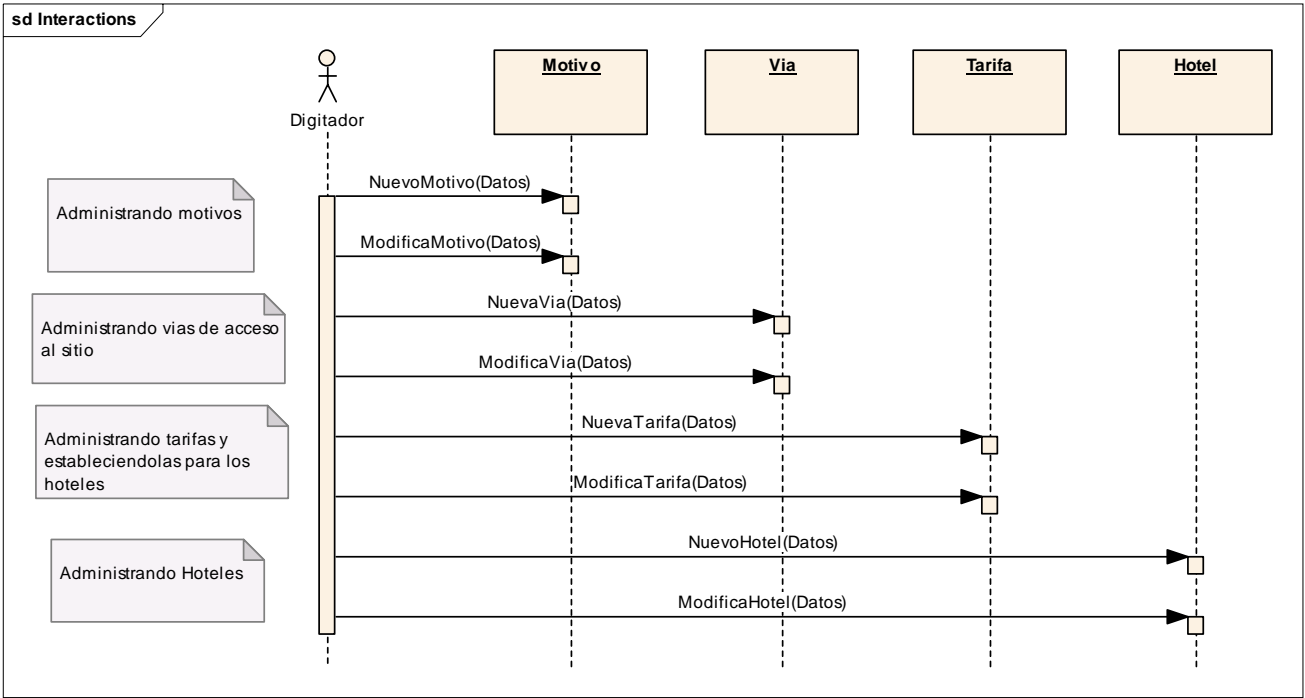 sd Interactions
Digitador
Motivo
Via
Tarifa
Hotel
NuevoMotivo(Datos)
Administrando motivos
ModificaMotivo(Datos)
NuevaVia(Datos)
Administrando vias de acceso
al sitio
ModificaVia(Datos)
NuevaTarifa(Datos)
Administrando tarifas y
estableciendolas para los
hoteles
ModificaTarifa(Datos)
NuevoHotel(Datos)
Administrando Hoteles
ModificaHotel(Datos)